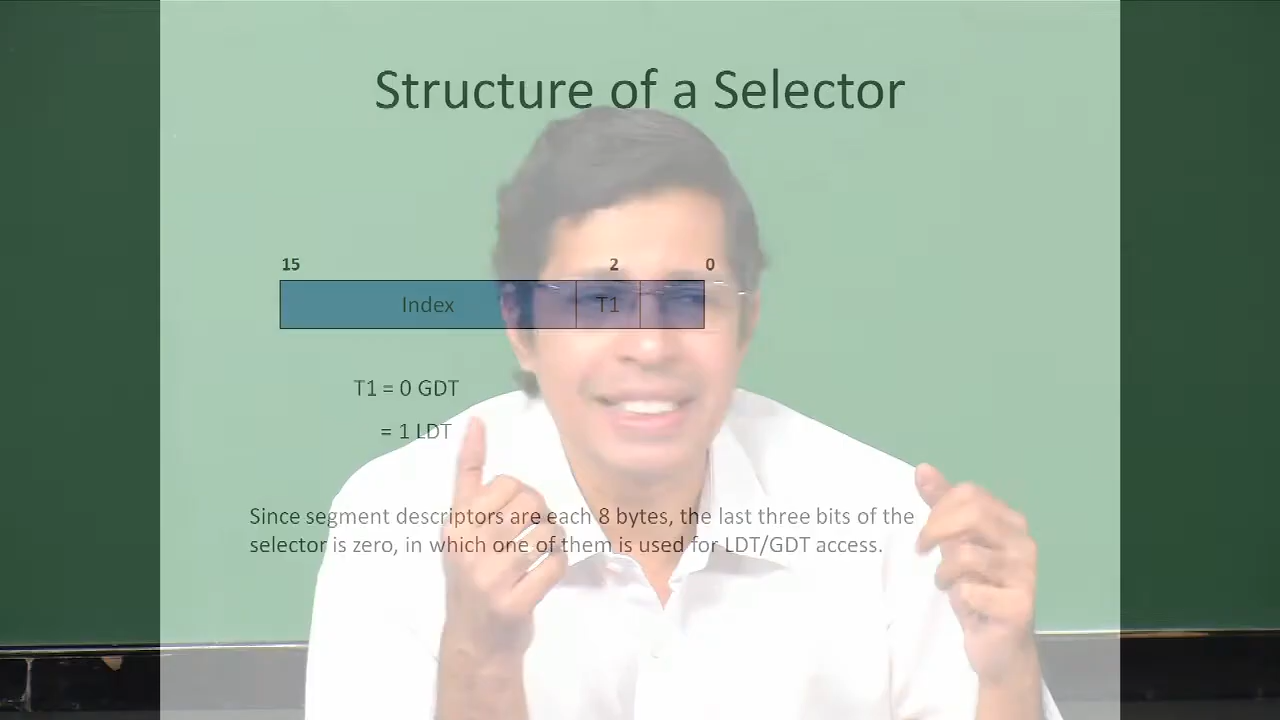 Structure of a Selector
15 2 0
Index T1
T1 = 0 GDT
= 1 LDT
Since segment descriptors are each 8 bytes, the last three bits of the
selector is zero, in which one of them is used for LDT/GDT access.